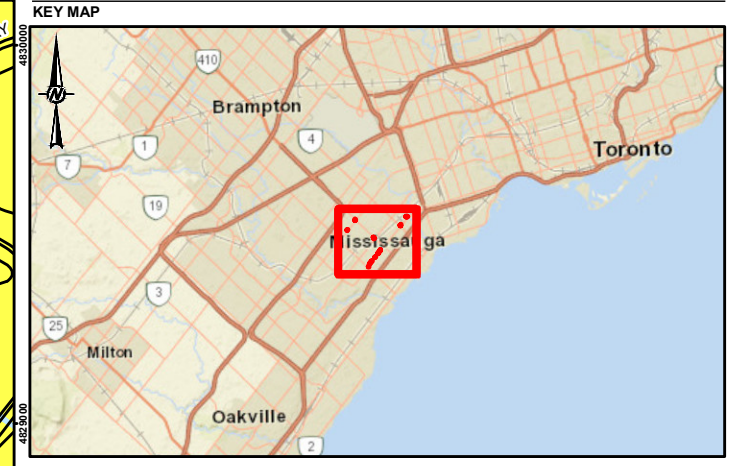 KEY MAP
4830000
Y
410
N
Brampton
Toronto
4
1
7
19
Mississauga
3
25
Milton
Oakville
4829000
2